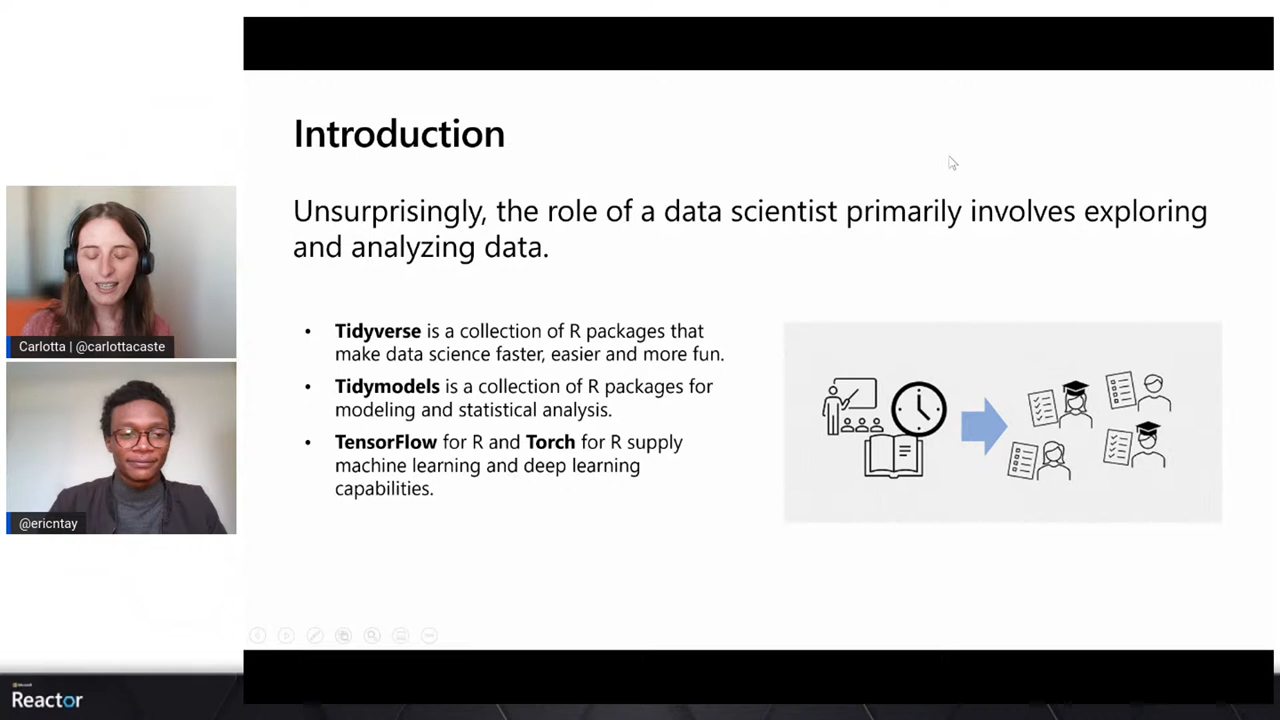 Introduction
Unsurprisingly, the role of a data scientist primarily involves exploring
and analyzing data.
• Tidyverse is a collection of R packages that
make data science faster, easier and more fun.
• Tidymodels is a collection of R packages for
modeling and statistical analysis.
• TensorFlow for R and Torch for R supply
machine learning and deep learning
capabilities.
Carlotta | @carlottacaste
@ericntay
Microsoft
Reactor